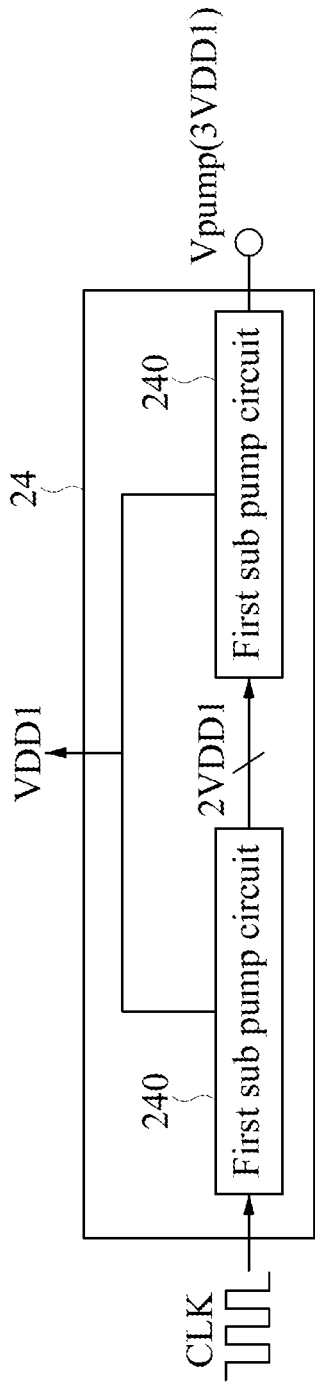 VDD1
24
240
First sub pump circuit
2VDD1
240
First sub pump circuit
CLK
Vpump(3VDD1)